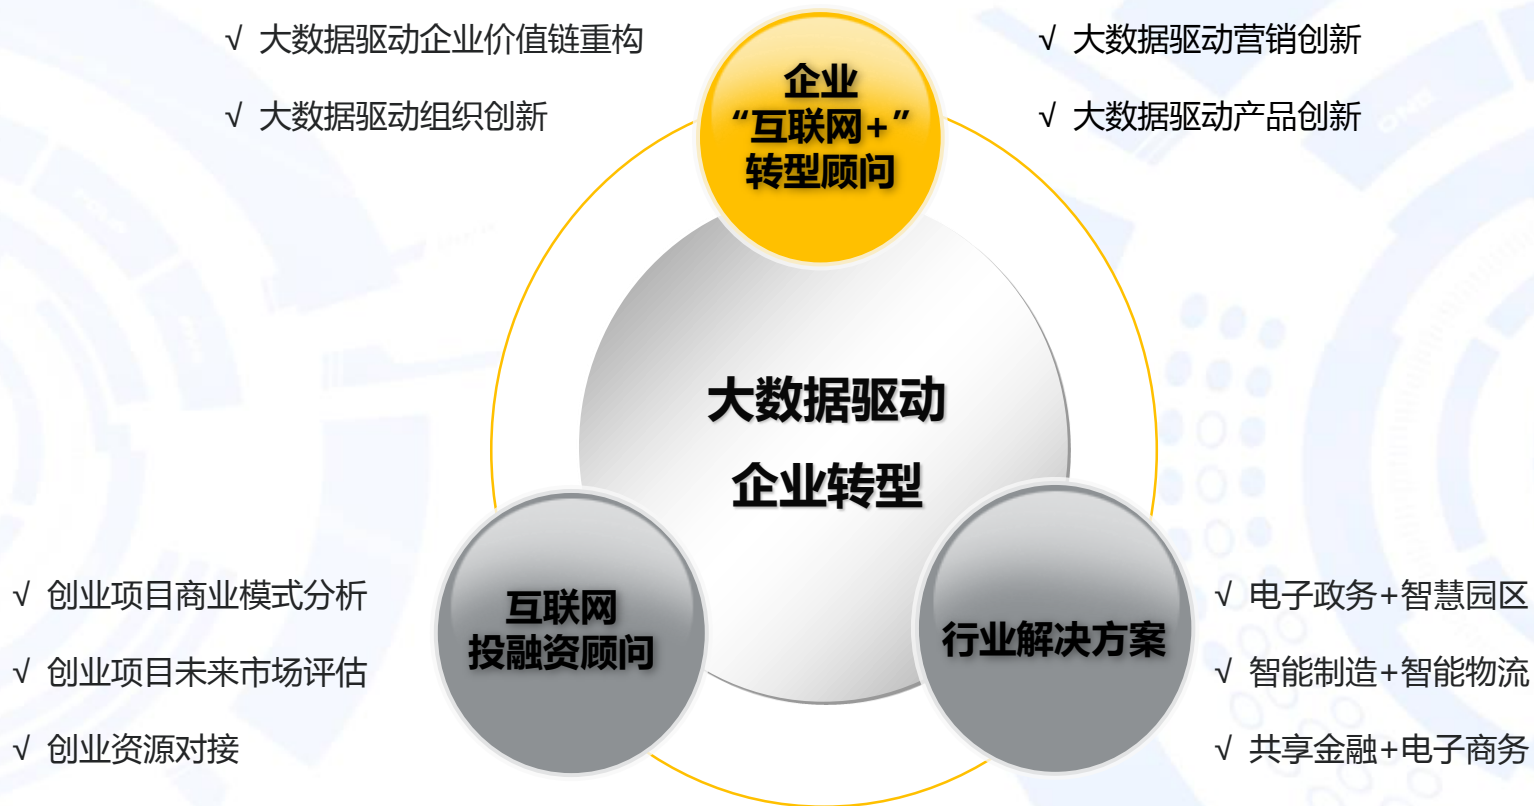 √ 大数据驱动企业价值链重构
√ 大数据驱动组织创新
企业
“互联网+”
转型顾问
√ 大数据驱动营销创新
√ 大数据驱动产品创新
大数据驱动
企业转型
√ 创业项目商业模式分析
√ 创业项目未来市场评估
√ 创业资源对接
互联网
投融资顾问
行业解决方案
√ 电子政务+智慧园区
√ 智能制造+智能物流
√ 共享金融+电子商务